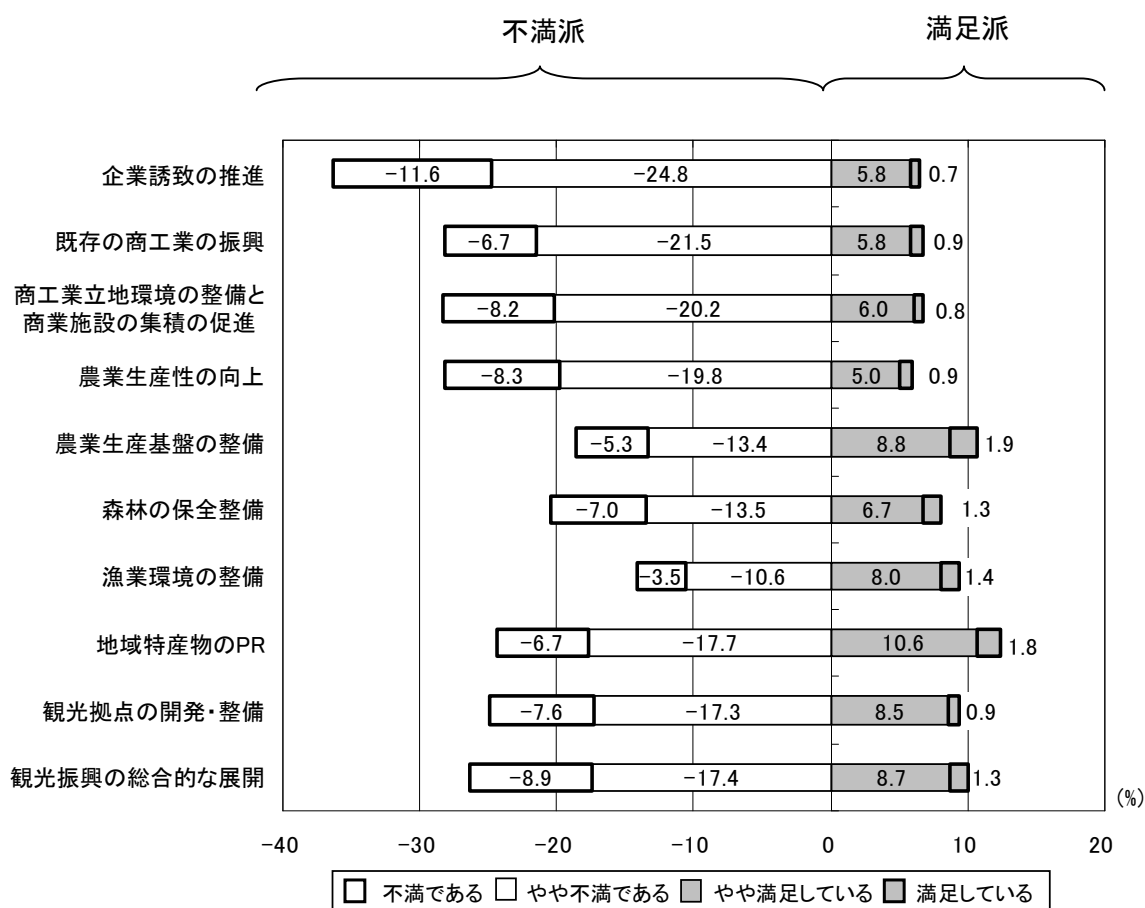 不満派 満足派
企業誘致の推進 −11.6 −24.8 5.8 0.7
既存の商工業の振興 −6.7 −21.5 5.8 0.9
商工業立地環境の整備と
商業施設の集積の促進 −8.2 −20.2 6.0 0.8
農業生産性の向上 −8.3 −19.8 5.0 0.9
農業生産基盤の整備 −5.3 −13.4 8.8 1.9
森林の保全整備 −7.0 −13.5 6.7 1.3
漁業環境の整備 −3.5 −10.6 8.0 1.4
地域特産物のPR −6.7 −17.7 10.6 1.8
観光拠点の開発・整備 −7.6 −17.3 8.5 0.9
観光振興の総合的な展開 −8.9 −17.4 8.7 1.3
(%)
−40 −30 −20 −10 0 10 20
不満である やや不満である やや満足している 満足している